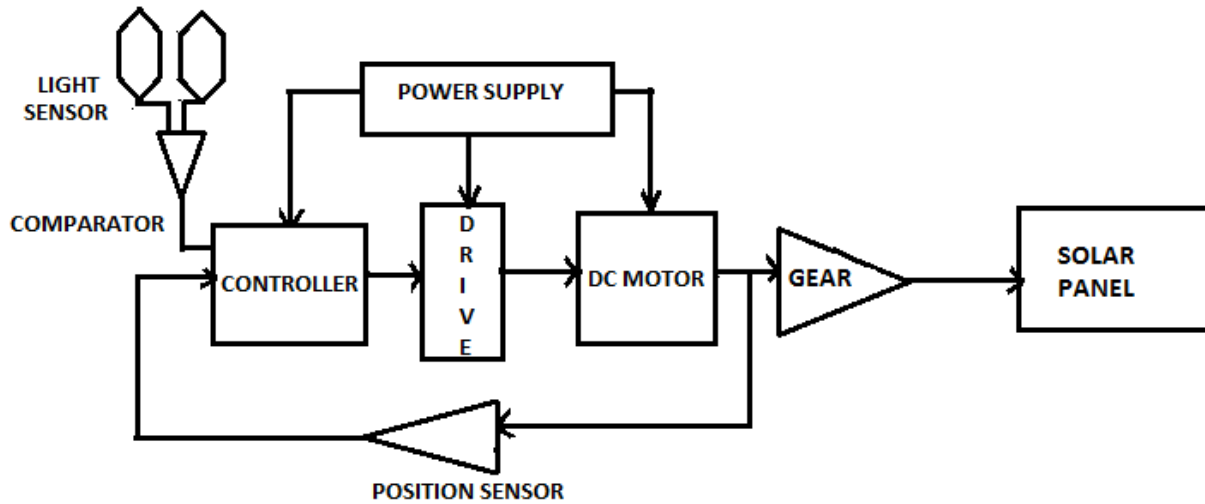 LIGHT
SENSOR
POWER SUPPLY
COMPARATOR
CONTROLLER
D
R
I
V
E
DC MOTOR
GEAR
SOLAR
PANEL
POSITION SENSOR